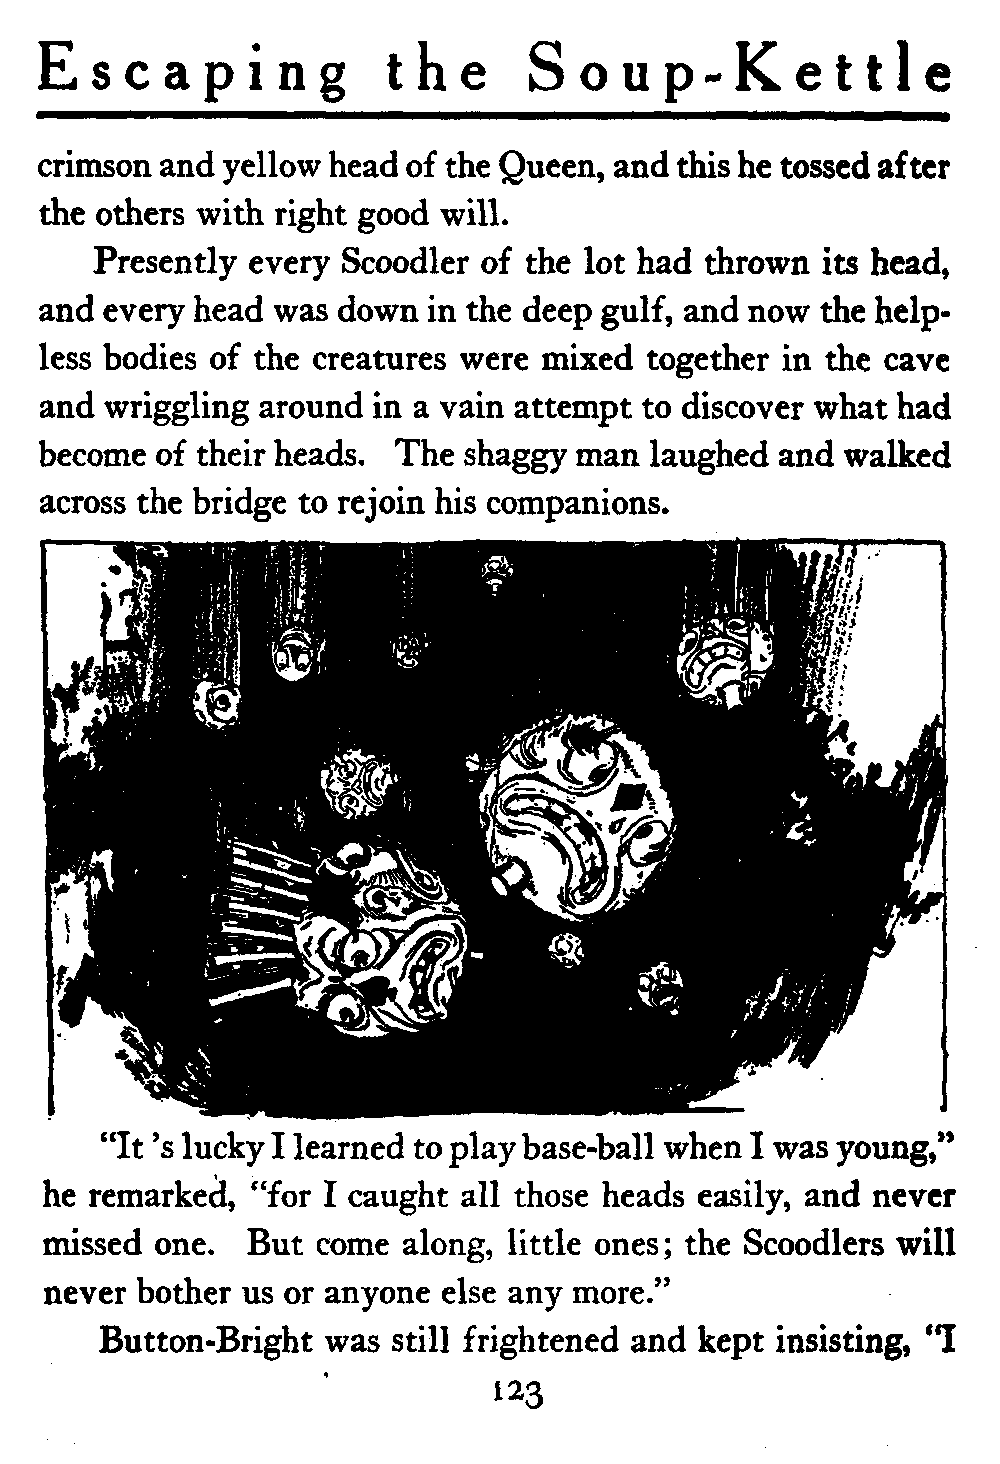 Escaping the Soup-Kettle
crimson and yellow head of the Queen, and this he tossed after
the others with right good will.
Presently every Scoodler of the lot had thrown its head,
and every head was down in the deep gulf, and now the help-
less bodies of the creatures were mixed together in the cave
and wriggling around in a vain attempt to discover what had
become of their heads. The shaggy man laughed and walked
across the bridge to rejoin his companions.
“It 's lucky I learned to play base-ball when I was young,”
he remarked, “for I caught all those heads easily, and never
missed one. But come along, little ones; the Scoodlers will
never bother us or anyone else any more.”
Button-Bright was still frightened and kept insisting, “I
123